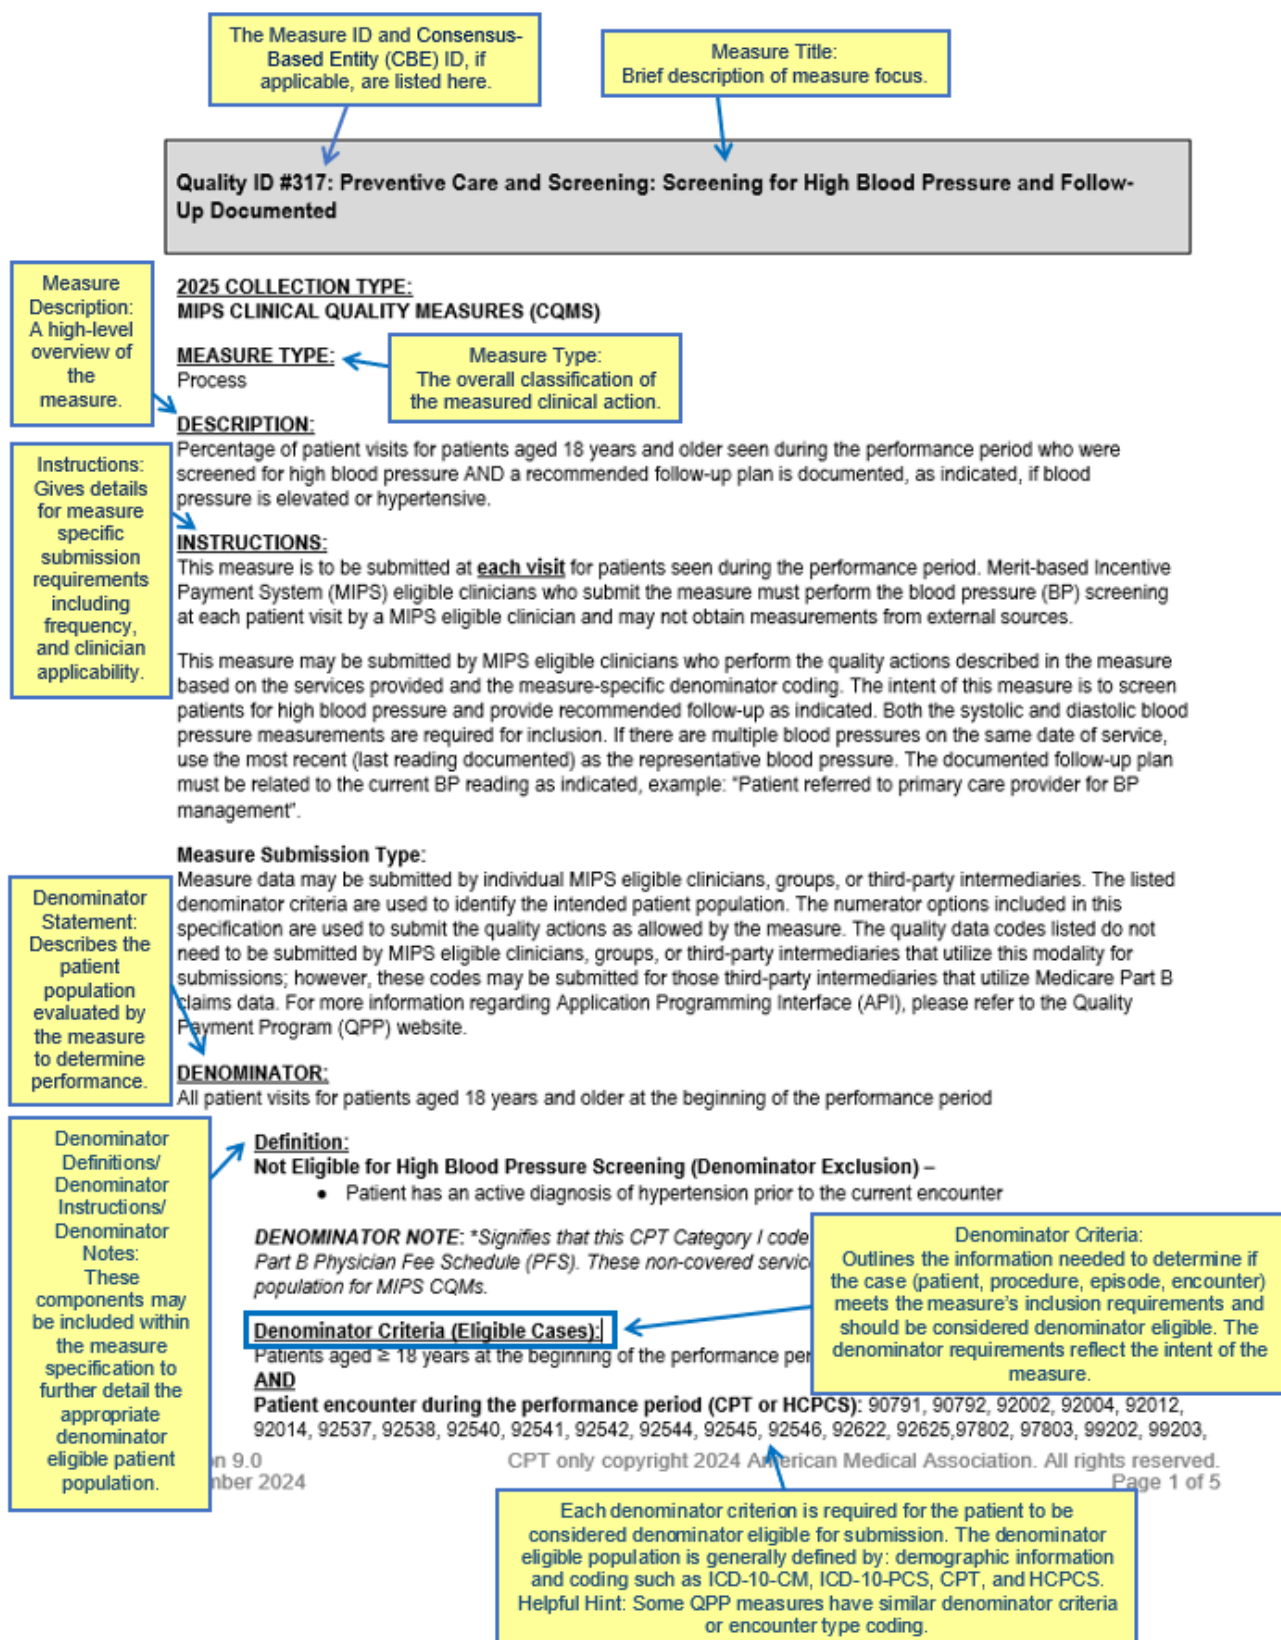 The Measure ID and Consensus-
Based Entity (CBE) ID, if
applicable, are listed here.
Measure Title:
Brief description of measure focus.
Quality ID #317: Preventive Care and Screening: Screening for High Blood Pressure and Follow-
Up Documented
Measure
Description:
A high-level
overview of
the
measure.
2025 COLLECTION TYPE:
MIPS CLINICAL QUALITY MEASURES (CQMS)
MEASURE TYPE:
Process
Measure Type:
The overall classification of
the measured clinical action.
DESCRIPTION:
Percentage of patient visits for patients aged 18 years and older seen during the performance period who were
screened for high blood pressure AND a recommended follow-up plan is documented, as indicated, if blood
pressure is elevated or hypertensive.
Instructions:
Gives details
for measure
specific
submission
requirements
including
frequency,
and clinician
applicability.
INSTRUCTIONS:
This measure is to be submitted at each visit for patients seen during the performance period. Merit-based Incentive
Payment System (MIPS) eligible clinicians who submit the measure must perform the blood pressure (BP) screening
at each patient visit by a MIPS eligible clinician and may not obtain measurements from external sources.
This measure may be submitted by MIPS eligible clinicians who perform the quality actions described in the measure
based on the services provided and the measure-specific denominator coding. The intent of this measure is to screen
patients for high blood pressure and provide recommended follow-up as indicated. Both the systolic and diastolic blood
pressure measurements are required for inclusion. If there are multiple blood pressures on the same date of service,
use the most recent (last reading documented) as the representative blood pressure. The documented follow-up plan
must be related to the current BP reading as indicated, example: "Patient referred to primary care provider for BP
management".
Measure Submission Type:
Measure data may be submitted by individual MIPS eligible clinicians, groups, or third-party intermediaries. The listed
denominator criteria are used to identify the intended patient population. The numerator options included in this
specification are used to submit the quality actions as allowed by the measure. The quality data codes listed do not
need to be submitted by MIPS eligible clinicians, groups, or third-party intermediaries that utilize this modality for
submissions; however, these codes may be submitted for those third-party intermediaries that utilize Medicare Part B
claims data. For more information regarding Application Programming Interface (API), please refer to the Quality
Payment Program (QPP) website.
Denominator
Statement:
Describes the
patient
population
evaluated by
the measure
to determine
performance.
DENOMINATOR:
All patient visits for patients aged 18 years and older at the beginning of the performance period
Denominator
Definitions/
Denominator
Instructions/
Denominator
Notes:
These
components may
be included within
the measure
specification to
further detail the
appropriate
denominator
eligible patient
population.
Definition:
Not Eligible for High Blood Pressure Screening (Denominator Exclusion) –
● Patient has an active diagnosis of hypertension prior to the current encounter
DENOMINATOR NOTE: *Signifies that this CPT Category I code
Part B Physician Fee Schedule (PFS). These non-covered servic
population for MIPS CQMs.
Denominator Criteria:
Outlines the information needed to determine if
the case (patient, procedure, episode, encounter)
meets the measure's inclusion requirements and
should be considered denominator eligible. The
denominator requirements reflect the intent of the
measure.
Denominator Criteria (Eligible Cases):
Patients aged ≥ 18 years at the beginning of the performance per
AND
Patient encounter during the performance period (CPT or HCPCS): 90791, 90792, 92002, 92004, 92012,
92014, 92537, 92538, 92540, 92541, 92542, 92544, 92545, 92546, 92622, 92625,97802, 97803, 99202, 99203,
on 9.0
CPT only copyright 2024 American Medical Association. All rights reserved.
mber 2024
Page 1 of 5
Each denominator criterion is required for the patient to be
considered denominator eligible for submission. The denominator
eligible population is generally defined by: demographic information
and coding such as ICD-10-CM, ICD-10-PCS, CPT, and HCPCS.
Helpful Hint: Some QPP measures have similar denominator criteria
or encounter type coding.